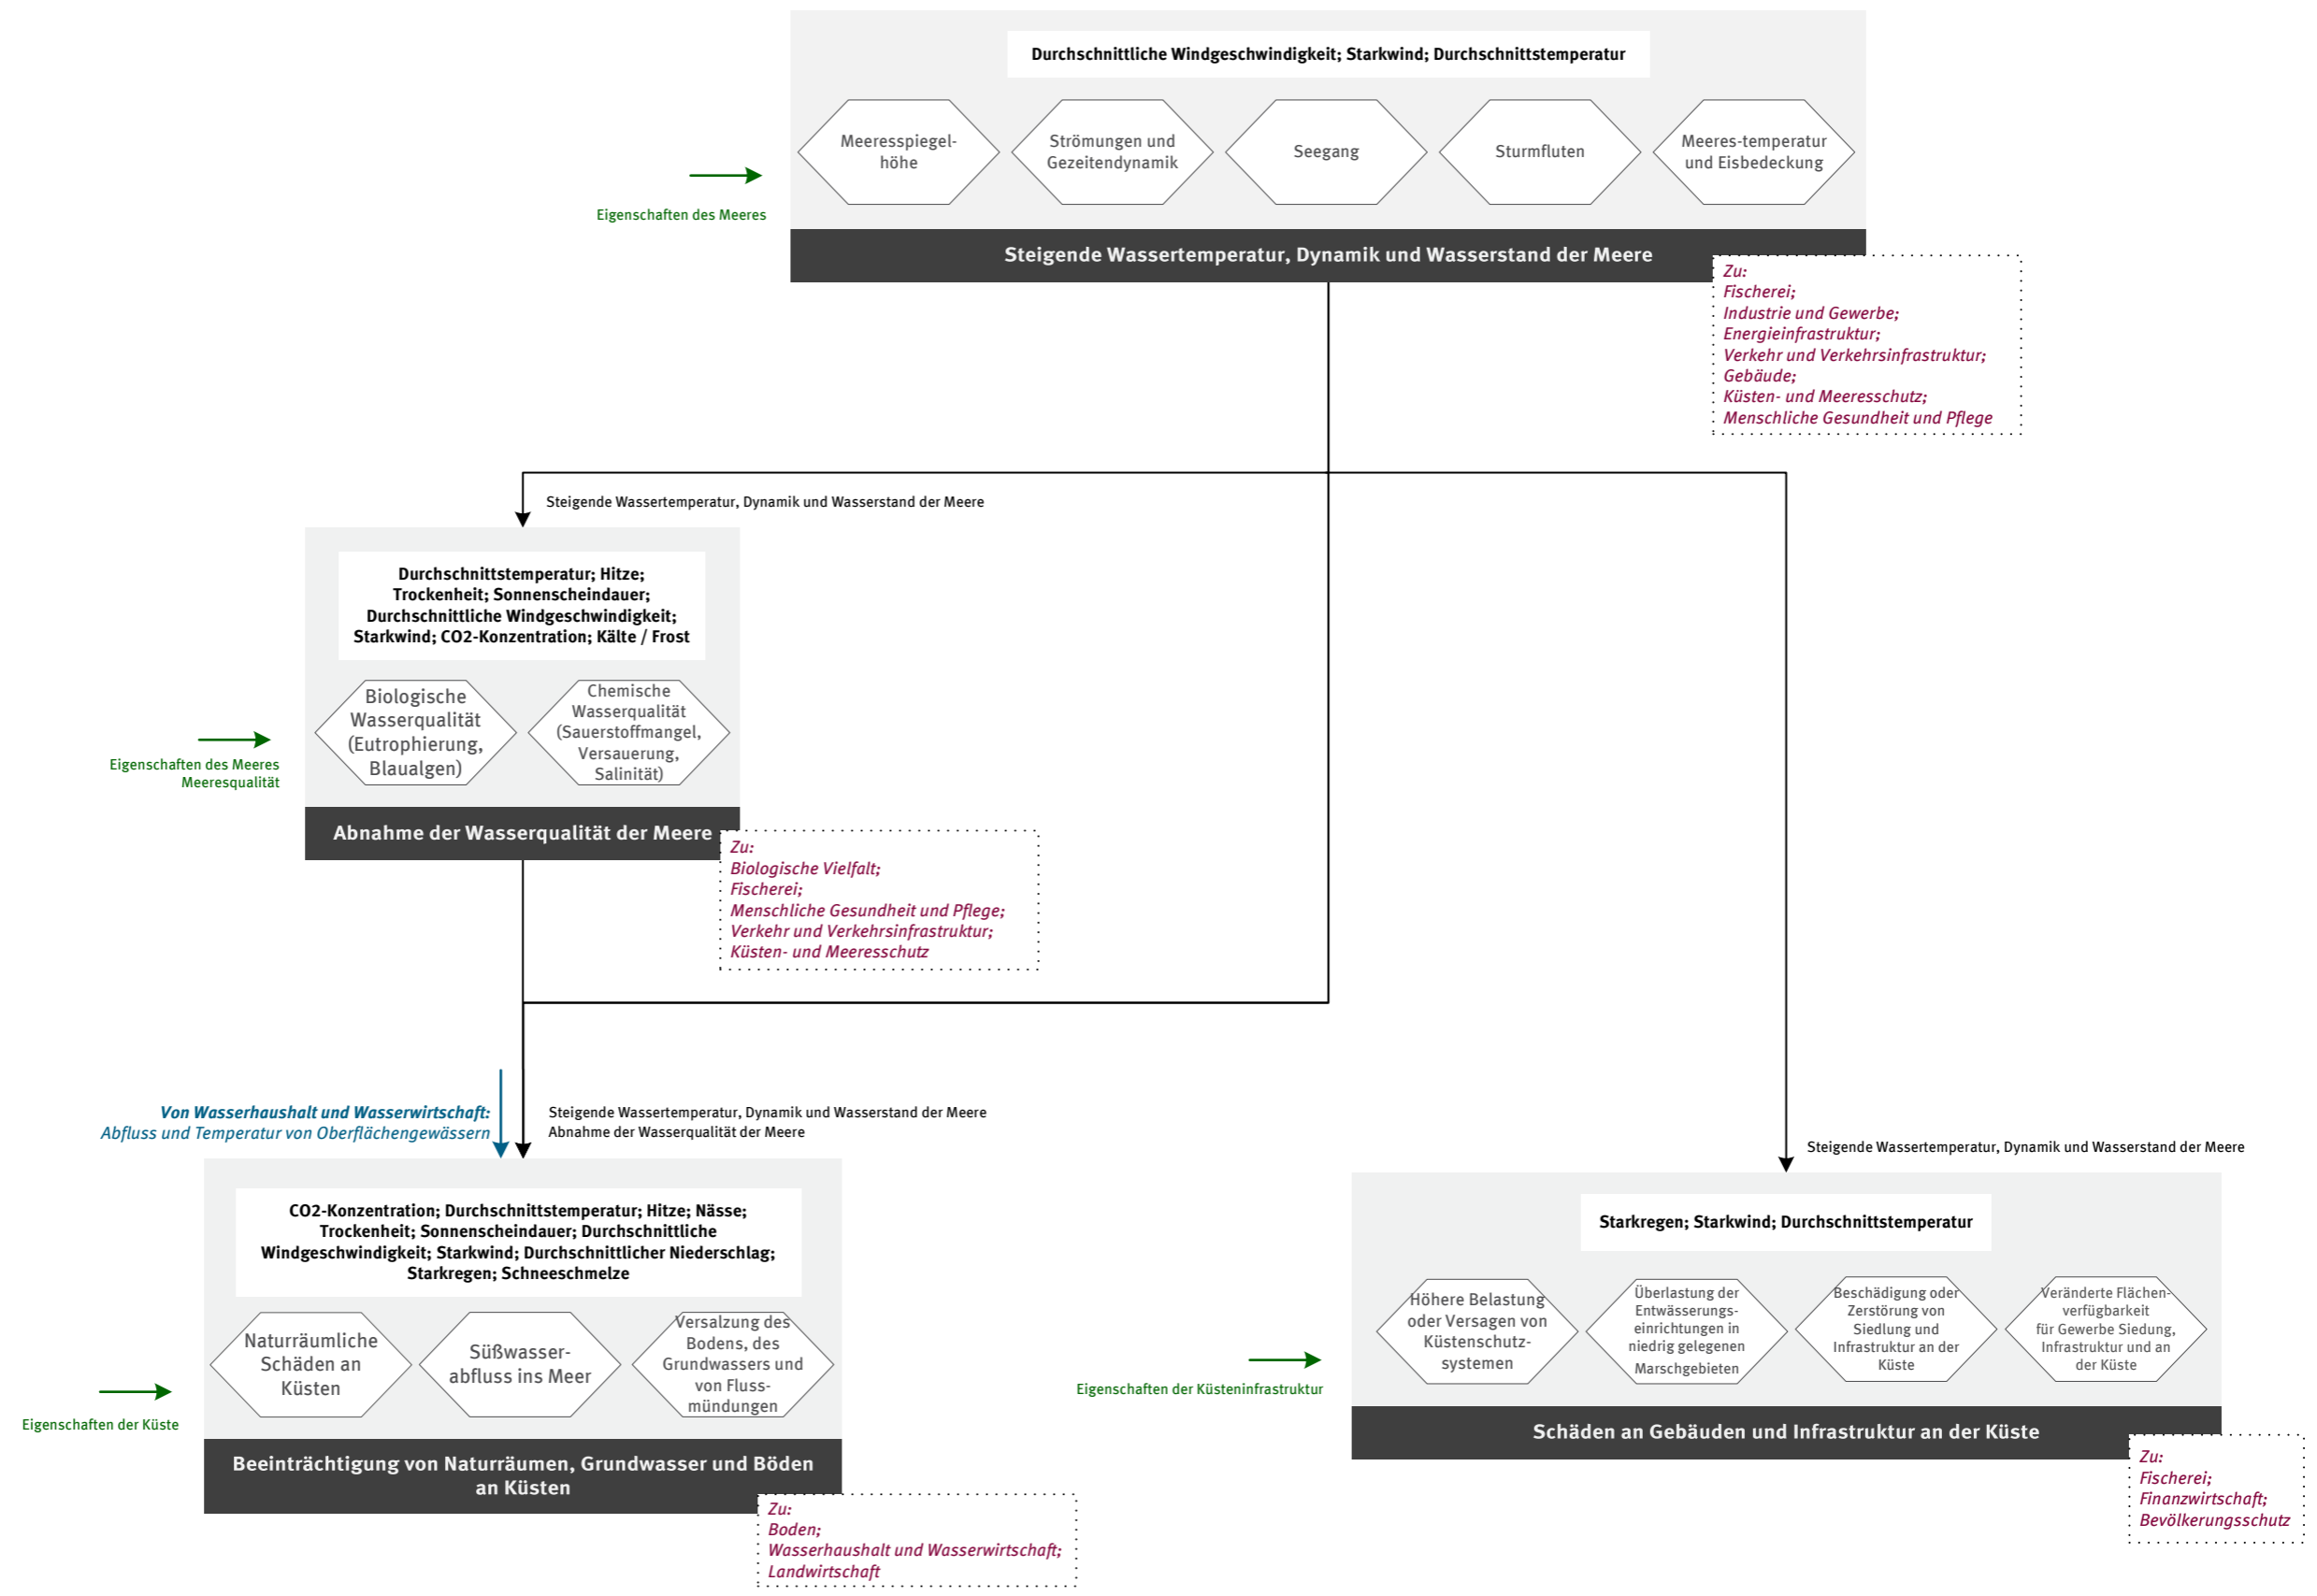 Durchschnittliche Windgeschwindigkeit; Starkwind; Durchschnittstemperatur
Meeresspiegel-
höhe
Strömungen und
Gezeitendynamik
Seegang
Sturmfluten
Meeres-temperatur
und Eisbedeckung
Eigenschaften des Meeres
Steigende Wassertemperatur, Dynamik und Wasserstand der Meere
Zu:
Fischerei;
Industrie und Gewerbe;
Energieinfrastruktur;
Verkehr und Verkehrsinfrastruktur;
Gebäude;
Küsten- und Meeresschutz;
Menschliche Gesundheit und Pflege
Steigende Wassertemperatur, Dynamik und Wasserstand der Meere
Durchschnittstemperatur; Hitze;
Trockenheit; Sonnenscheindauer;
Durchschnittliche Windgeschwindigkeit;
Starkwind; CO2-Konzentration; Kälte / Frost
Biologische
Wasserqualität
(Eutrophierung,
Blaualgen)
Chemische
Wasserqualität
(Sauerstoffmangel,
Versauerung,
Salinität)
Eigenschaften des Meeres
Meeresqualität
Abnahme der Wasserqualität der Meere
Zu:
Biologische Vielfalt;
Fischerei;
Menschliche Gesundheit und Pflege;
Verkehr und Verkehrsinfrastruktur;
Küsten- und Meeresschutz
Von Wasserhaushalt und Wasserwirtschaft:
Abfluss und Temperatur von Oberflächengewässern
Steigende Wassertemperatur, Dynamik und Wasserstand der Meere
Abnahme der Wasserqualität der Meere
CO2-Konzentration; Durchschnittstemperatur; Hitze; Nässe;
Trockenheit; Sonnenscheindauer; Durchschnittliche
Windgeschwindigkeit; Starkwind; Durchschnittlicher Niederschlag;
Starkregen; Schneeschmelze
Naturräumliche
Schäden an
Küsten
Süßwasser-
abfluss ins Meer
Versalzung des
Bodens, des
Grundwassers und
von Fluss-
mündungen
Eigenschaften der Küste
Beeinträchtigung von Naturräumen, Grundwasser und Böden
an Küsten
Zu:
Boden;
Wasserhaushalt und Wasserwirtschaft;
Landwirtschaft
Steigende Wassertemperatur, Dynamik und Wasserstand der Meere
Starkregen; Starkwind; Durchschnittstemperatur
Höhere Belastung
oder Versagen von
Küstenschutz-
systemen
Überlastung der
Entwässerungs-
einrichtungen in
niedrig gelegenen
Marschgebieten
Beschädigung oder
Zerstörung von
Siedlung und
Infrastruktur an der
Küste
Veränderte Flächen-
verfügbarkeit
für Gewerbe Siedung,
Infrastruktur und an
der Küste
Eigenschaften der Küsteninfrastruktur
Schäden an Gebäuden und Infrastruktur an der Küste
Zu:
Fischerei;
Finanzwirtschaft;
Bevölkerungsschutz